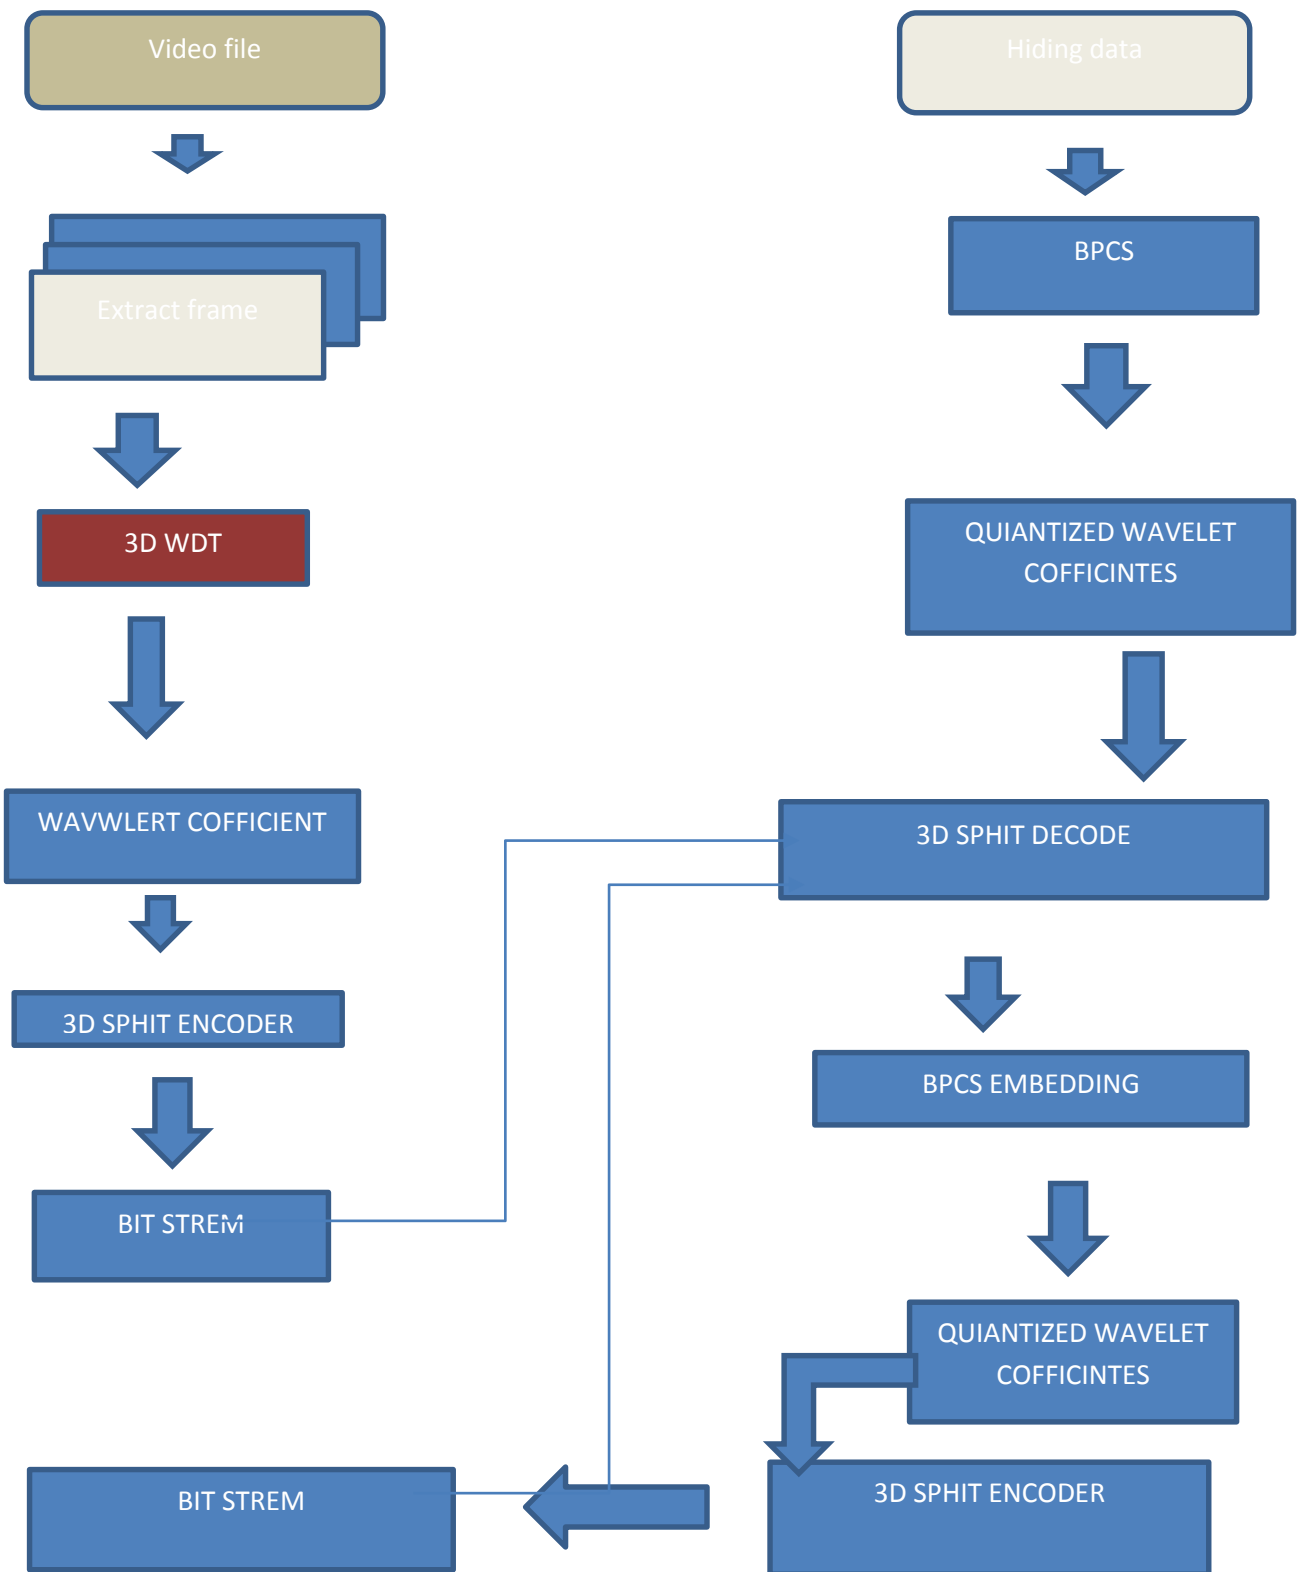 Video file
Extract frame
3D WDT
WAVWLERT COFFICIENT
3D SPHIT ENCODER
BIT STREM
BIT STREM
Hiding data
BPCS
QUIANTIZED WAVELET
COFFICINTES
3D SPHIT DECODE
BPCS EMBEDDING
QUIANTIZED WAVELET
COFFICINTES
3D SPHIT ENCODER